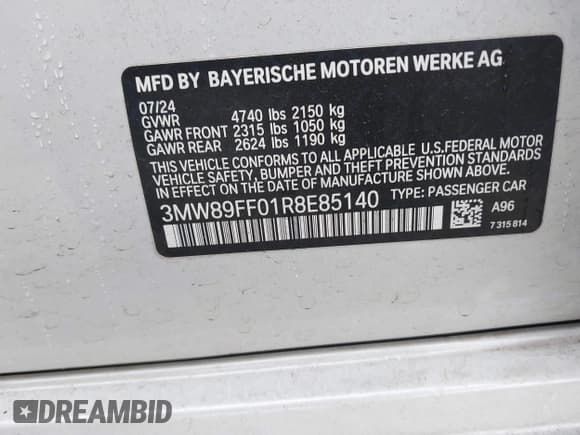 MFD BY BAYERISCHE MOTOREN WERKE AG
07/24
GVWR 4740 lbs 2150 kg
GAWR FRONT 2315 lbs 1050 kg
GAWR REAR 2624 lbs 1190 kg
THIS VEHICLE CONFORMS TO ALL APPLICABLE U.S.FEDERAL MOTOR
VEHICLE SAFETY, BUMPER, AND THEFT PREVENTION STANDARDS
IN EFFECT ON THE DATE OF MANUFACTURE SHOWN ABOVE.
3MW89FF01R8E85140 TYPE: PASSENGER CAR
A96
7 315 814
DREAMBID